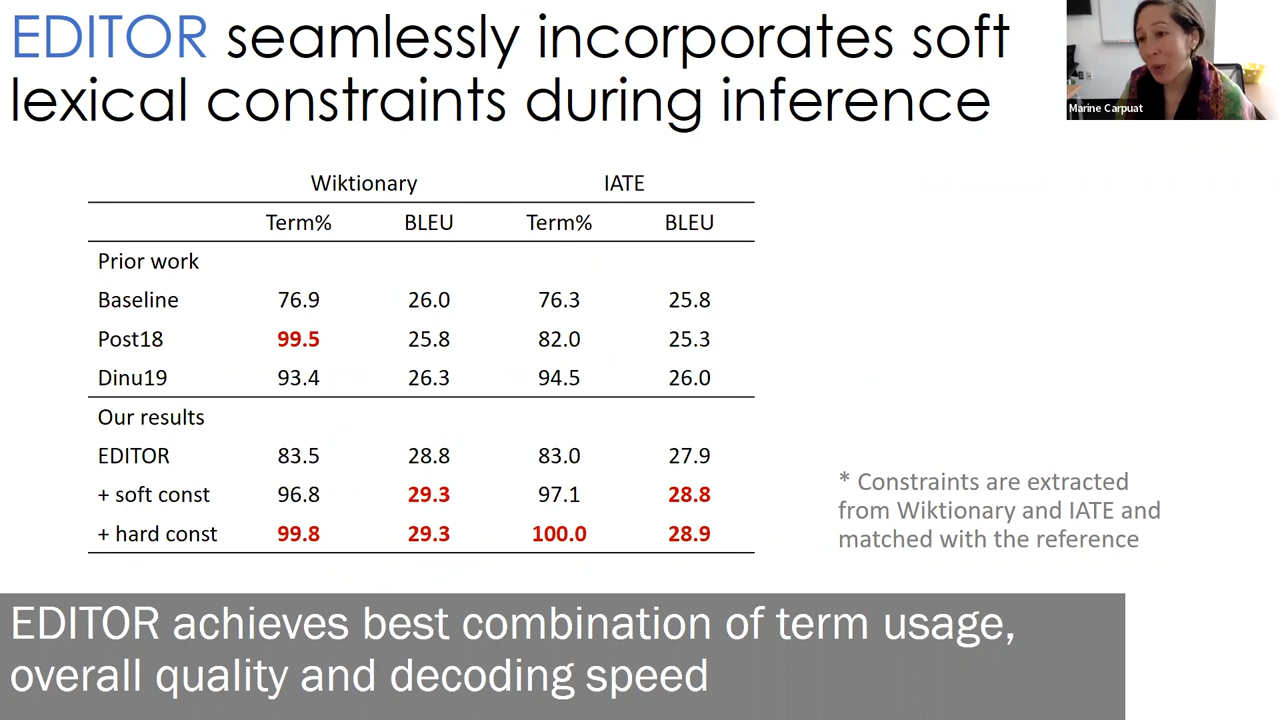 EDITOR seamlessly incorporates soft
lexical constraints during inference
Marine Carpuat
Wiktionary IATE
Term% BLEU Term% BLEU
Prior work
Baseline 76.9 26.0 76.3 25.8
Post18 99.5 25.8 82.0 25.3
Dinu19 93.4 26.3 94.5 26.0
Our results
EDITOR 83.5 28.8 83.0 27.9
+ soft const 96.8 29.3 97.1 28.8
+ hard const 99.8 29.3 100.0 28.9
* Constraints are extracted
from Wiktionary and IATE and
matched with the reference
EDITOR achieves best combination of term usage,
overall quality and decoding speed